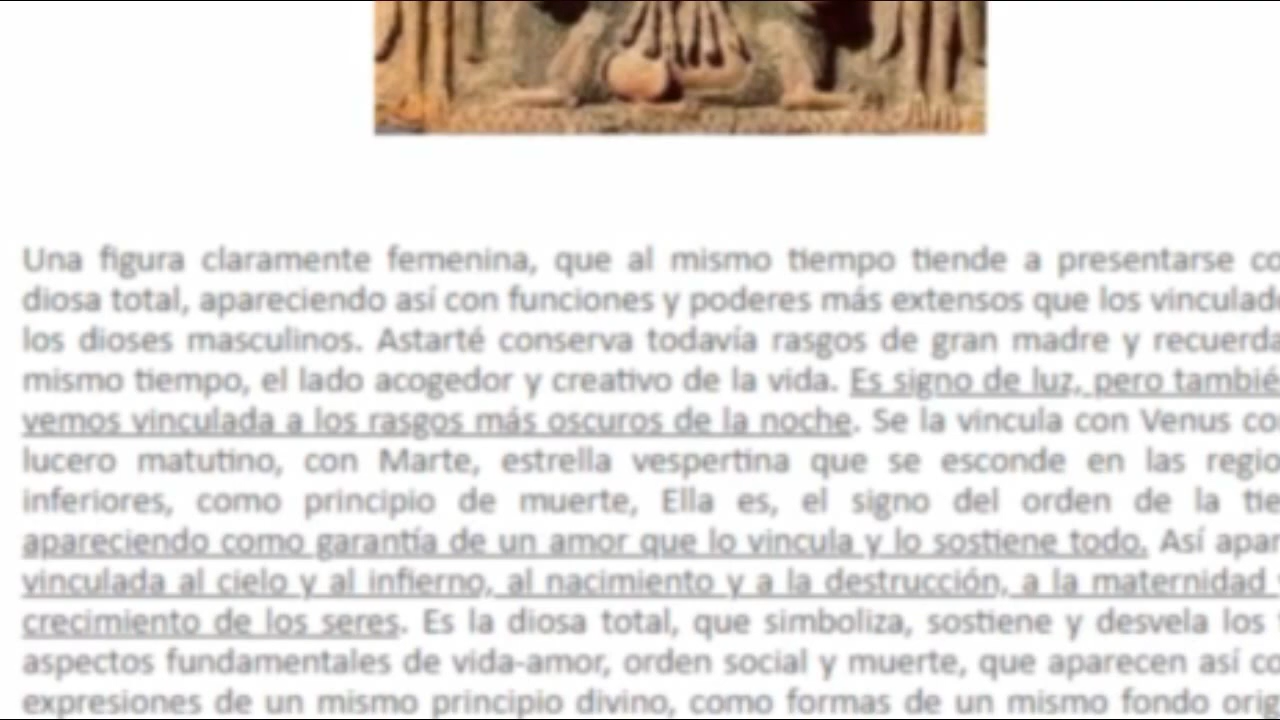 Una figura claramente femenina, que al mismo tiempo tiende a presentarse
diosa total, apareciendo así con funciones y poderes más extensos que los
los dioses masculinos. Astarté conserva todavía rasgos de gran madre y
mismo tiempo, el lado acogedor y creativo de la vida. Es signo de luz, pero
vemos vinculada a los rasgos más oscuros de la noche. Se la vincula con Venus
lucero matutino, con Marte, estrella vespertina que se esconde en las
inferiores, como principio de muerte, Ella es, el signo del orden de la
apareciendo como garantía de un amor que lo vincula y lo sostiene todo. Así
vinculada al cielo y al infierno, al nacimiento y a la destrucción, a la maternidad
crecimiento de los seres. Es la diosa total, que simboliza, sostiene y desvela los
aspectos fundamentales de vida-amor, orden social y muerte, que aparecen así
expresiones de un mismo principio divino, como formas de un mismo fondo